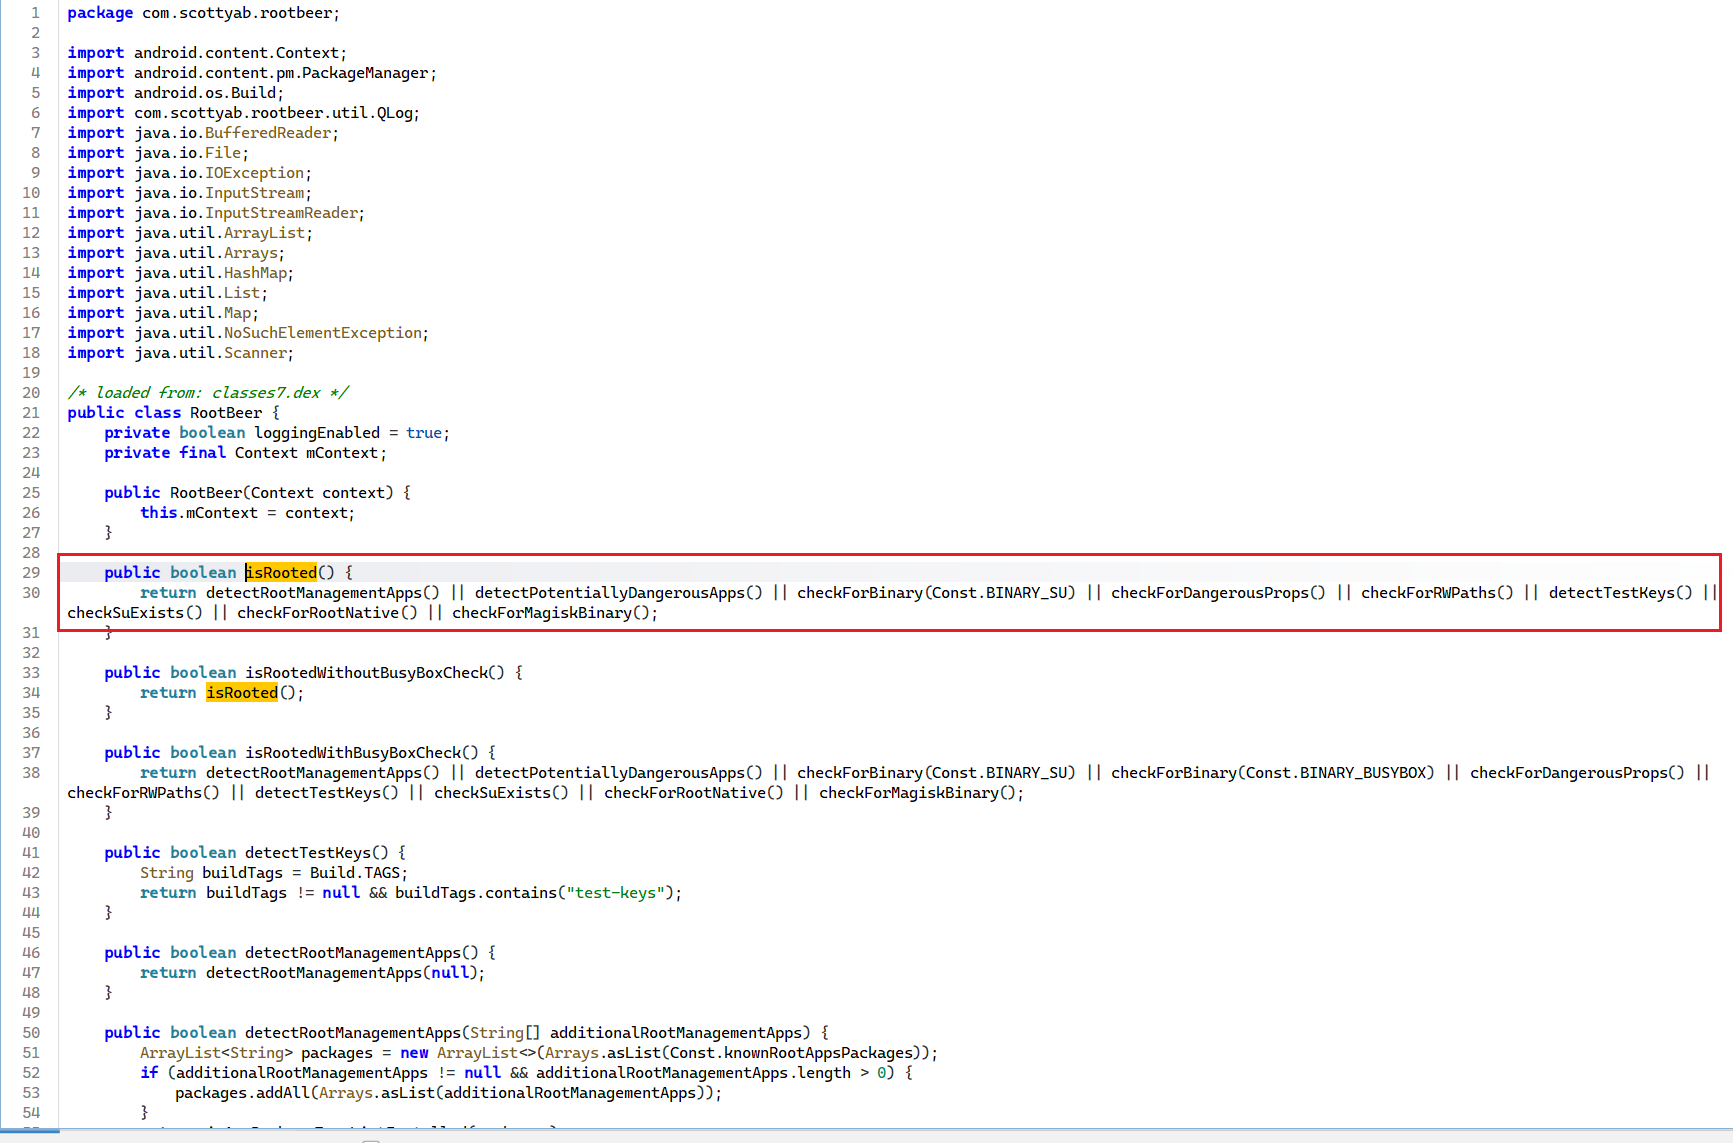 1 package com.scottyab.rootbeer;
2
3 import android.content.Context;
4 import android.content.pm.PackageManager;
5 import android.os.Build;
6 import com.scottyab.rootbeer.util.QLog;
7 import java.io.BufferedReader;
8 import java.io.File;
9 import java.io.IOException;
10 import java.io.InputStream;
11 import java.io.InputStreamReader;
12 import java.util.ArrayList;
13 import java.util.Arrays;
14 import java.util.HashMap;
15 import java.util.List;
16 import java.util.Map;
17 import java.util.NoSuchElementException;
18 import java.util.Scanner;
19
20 /* loaded from: classes7.dex */
21 public class RootBeer {
22 private boolean loggingEnabled = true;
23 private final Context mContext;
24
25 public RootBeer(Context context) {
26 this.mContext = context;
27 }
28
29 public boolean isRooted() {
30 return detectRootManagementApps() || detectPotentiallyDangerousApps() || checkForBinary(Const.BINARY_SU) || checkForDangerousProps() || checkForRWPaths() || detectTestKeys() ||
checkSuExists() || checkForRootNative() || checkForMagiskBinary();
31 }
32
33 public boolean isRootedWithoutBusyBoxCheck() {
34 return isRooted();
35 }
36
37 public boolean isRootedWithBusyBoxCheck() {
38 return detectRootManagementApps() || detectPotentiallyDangerousApps() || checkForBinary(Const.BINARY_SU) || checkForBinary(Const.BINARY_BUSYBOX) || checkForDangerousProps() ||
checkForRWPaths() || detectTestKeys() || checkSuExists() || checkForRootNative() || checkForMagiskBinary();
39 }
40
41 public boolean detectTestKeys() {
42 String buildTags = Build.TAGS;
43 return buildTags != null && buildTags.contains("test-keys");
44 }
45
46 public boolean detectRootManagementApps() {
47 return detectRootManagementApps(null);
48 }
49
50 public boolean detectRootManagementApps(String[] additionalRootManagementApps) {
51 ArrayList<String> packages = new ArrayList<>(Arrays.asList(Const.knownRootAppsPackages));
52 if (additionalRootManagementApps != null && additionalRootManagementApps.length > 0) {
53 packages.addAll(Arrays.asList(additionalRootManagementApps));
54 }